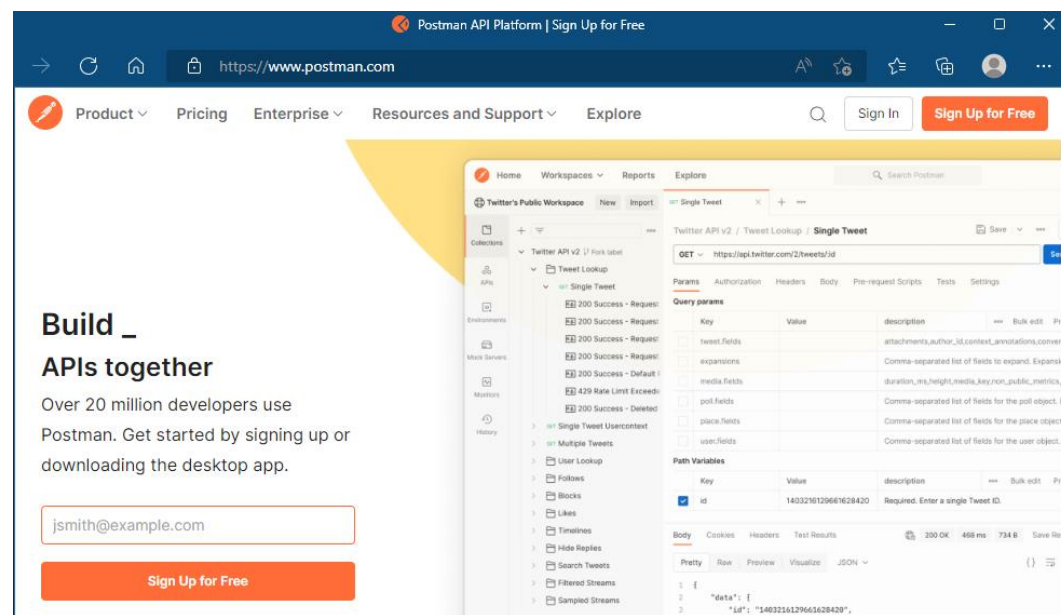 Postman API Platform | Sign Up for Free
https://www.postman.com
Product Pricing Enterprise Resources and Support Explore Sign In Sign Up for Free
Build _
APIs together
Over 20 million developers use
Postman. Get started by signing up or
downloading the desktop app.
jsmith@example.com
Sign Up for Free
Home Workspaces Reports Explore Search Postman
Twitter's Public Workspace New Import GET Single Tweet
Collections
APIs
Environments
Mock Servers
Monitors
History
Twitter API v2 Fork label
Tweet Lookup
GET Single Tweet
200 Success - Request
200 Success - Request
200 Success - Request
200 Success - Request
200 Success - Default
429 Rate Limit Exceede
200 Success - Deleted
GET Single Tweet Usercontext
GET Multiple Tweets
User Lookup
Follows
Blocks
Likes
Timelines
Hide Replies
Search Tweets
Filtered Streams
Sampled Streams
Twitter API v2 / Tweet Lookup / Single Tweet Save
GET https://api.twitter.com/2/tweets/:id Se
Params Authorization Headers Body Pre-request Scripts Tests Settings
Query params
Key Value description Bulk edit Pr
tweet.fields attachments,author_id,context_annotations,conver
expansions Comma-separated list of fields to expand. Expansi
media.fields duration_ms,height,media_key,non_public_metrics,
poll.fields Comma-separated list of fields for the poll object.
place.fields Comma-separated list of fields for the place object
user.fields Comma-separated list of fields for the user object.
Path Variables
Key Value description Bulk edit Pr
id 1403216129661628420 Required. Enter a single Tweet ID.
Body Cookies Headers Test Results 200 OK 468 ms 734 B Save Re
Pretty Raw Preview Visualize JSON
1 {
2 "data": {
3 "id": "1403216129661628420",